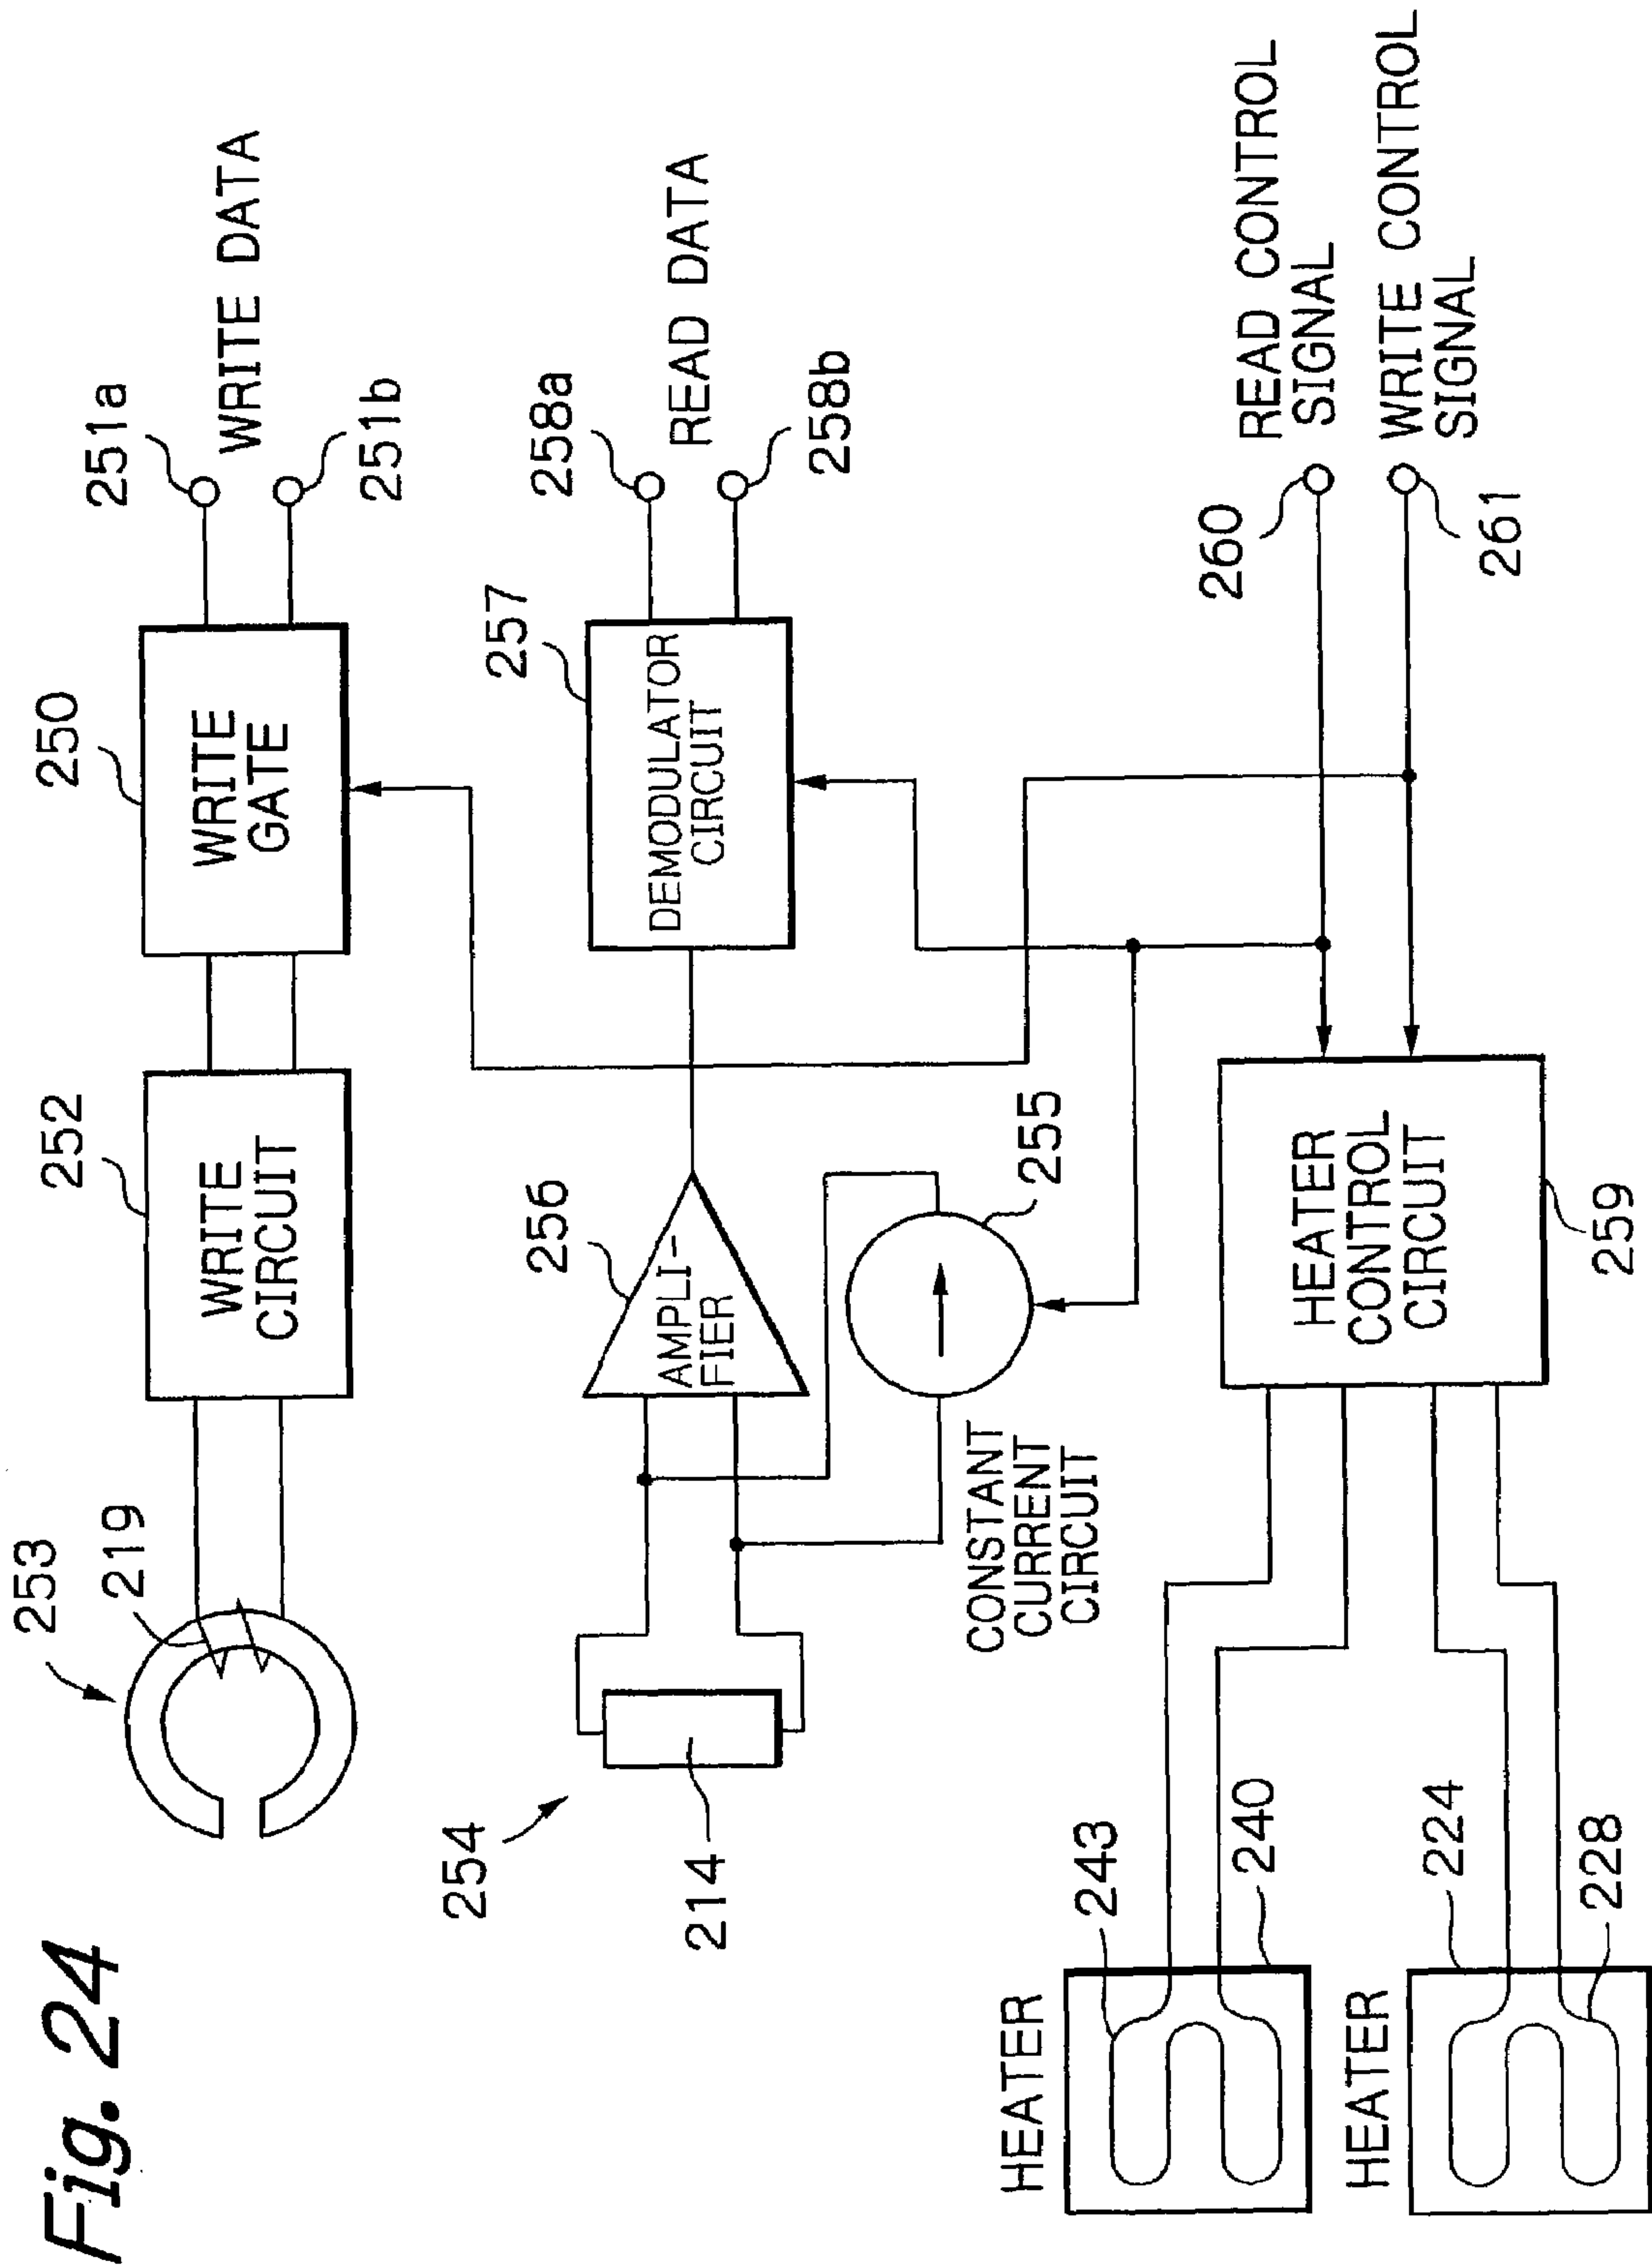 Fig. 24
253
219
252
WRITE
CIRCUIT
250
WRITE
GATE
251a
WRITE DATA
251b
254
214
256
AMPLI-
FIER
257
DEMODULATOR
CIRCUIT
258a
READ DATA
258b
CONSTANT
CURRENT
CIRCUIT
255
HEATER
243
240
HEATER
224
228
HEATER
CONTROL
CIRCUIT
259
260
READ CONTROL
SIGNAL
WRITE CONTROL
SIGNAL
261